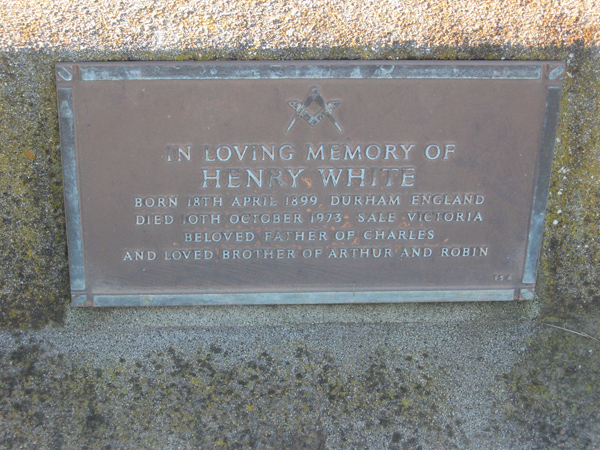 IN LOVING MEMORY OF
HENRY WHITE
BORN 18TH APRIL 1899, DURHAM ENGLAND
DIED 10TH OCTOBER 1973 SALE VICTORIA
BELOVED FATHER OF CHARLES
AND LOVED BROTHER OF ARTHUR AND ROBIN